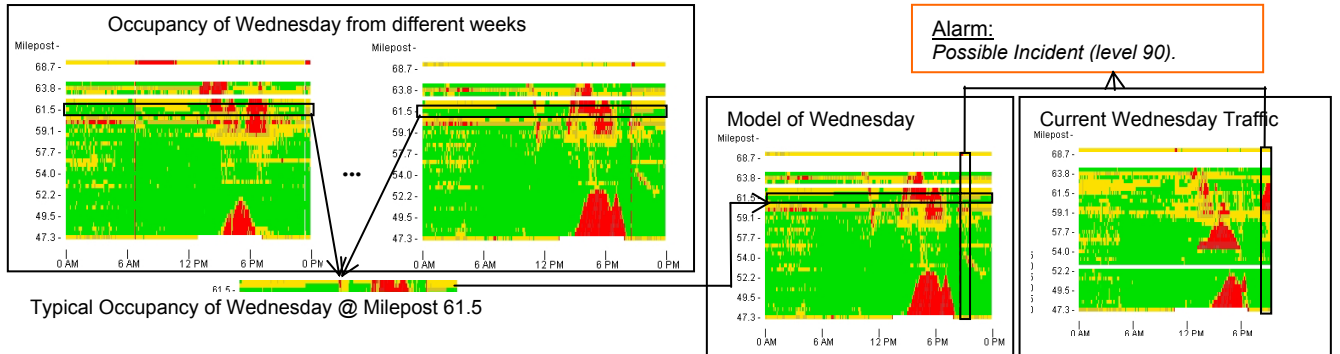 Occupancy of Wednesday from different weeks
Milepost -
68.7 -
63.8 -
61.5 -
59.1 -
57.7 -
54.0 -
52.2 -
49.5 -
47.3 -
0 AM 6 AM 12 PM 6 PM 0 PM
...
Milepost -
68.7 -
63.8 -
61.5 -
59.1 -
57.7 -
54.0 -
52.2 -
49.5 -
47.3 -
0 AM 6 AM 12 PM 6 PM 0 PM
61.5 -
Typical Occupancy of Wednesday @ Milepost 61.5
Alarm:
Possible Incident (level 90).
Model of Wednesday
Milepost -
68.7 -
63.8 -
61.5 -
59.1 -
57.7 -
54.0 -
52.2 -
49.5 -
47.3 -
0 AM 6 AM 12 PM 6 PM 0 PM
Current Wednesday Traffic
Milepost -
68.7 -
63.8 -
61.5 -
59.1 -
57.7 -
54.0 -
52.2 -
49.5 -
47.3 -
0 AM 6 AM 12 PM 6 PM